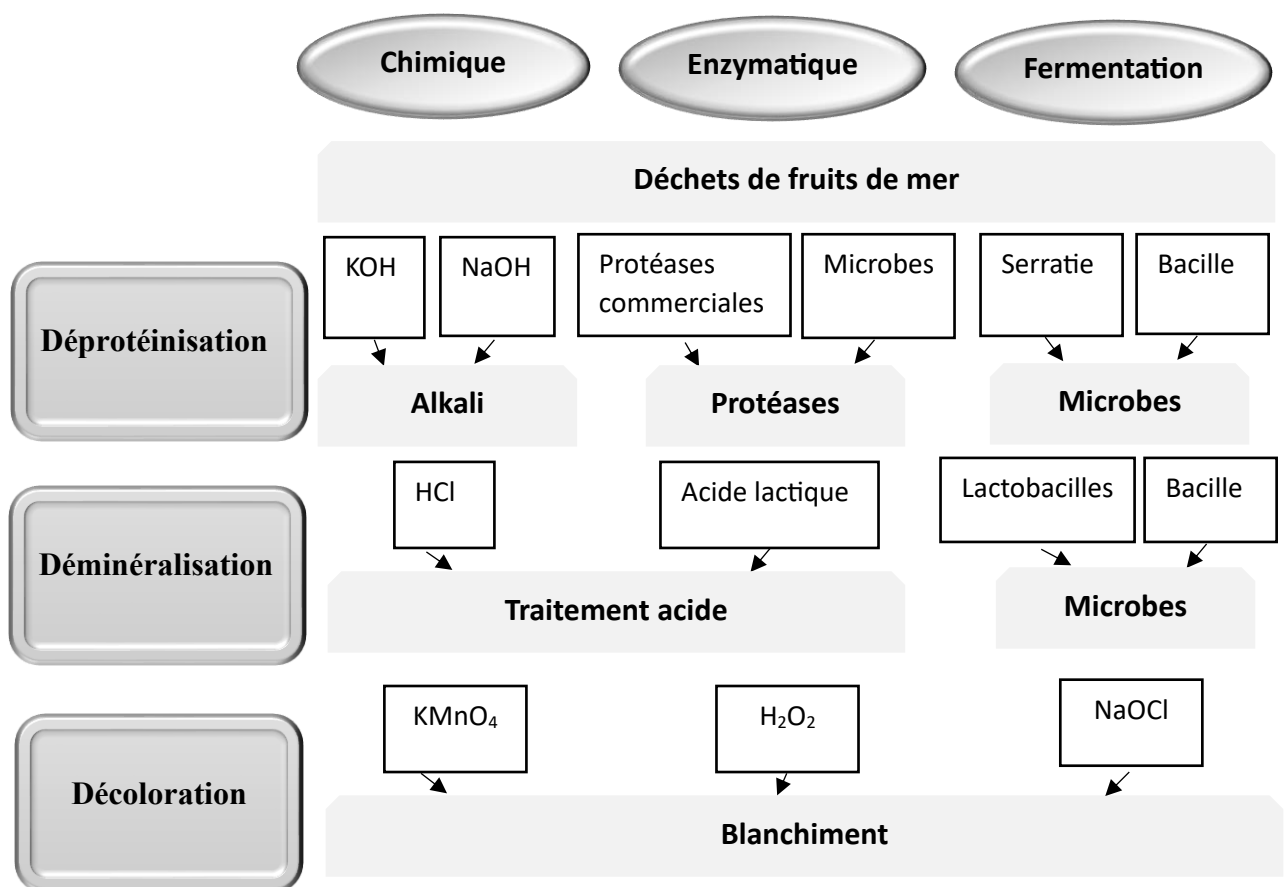 Chimique
Enzymatique
Fermentation
Déchets de fruits de mer
KOH
NaOH
Protéases
commerciales
Microbes
Serratie
Bacille
Déprotéinisation
Alkali
Protéases
Microbes
HCl
Acide lactique
Lactobacilles
Bacille
Déminéralisation
Traitement acide
Microbes
KMnO₄
H₂O₂
NaOCl
Décoloration
Blanchiment